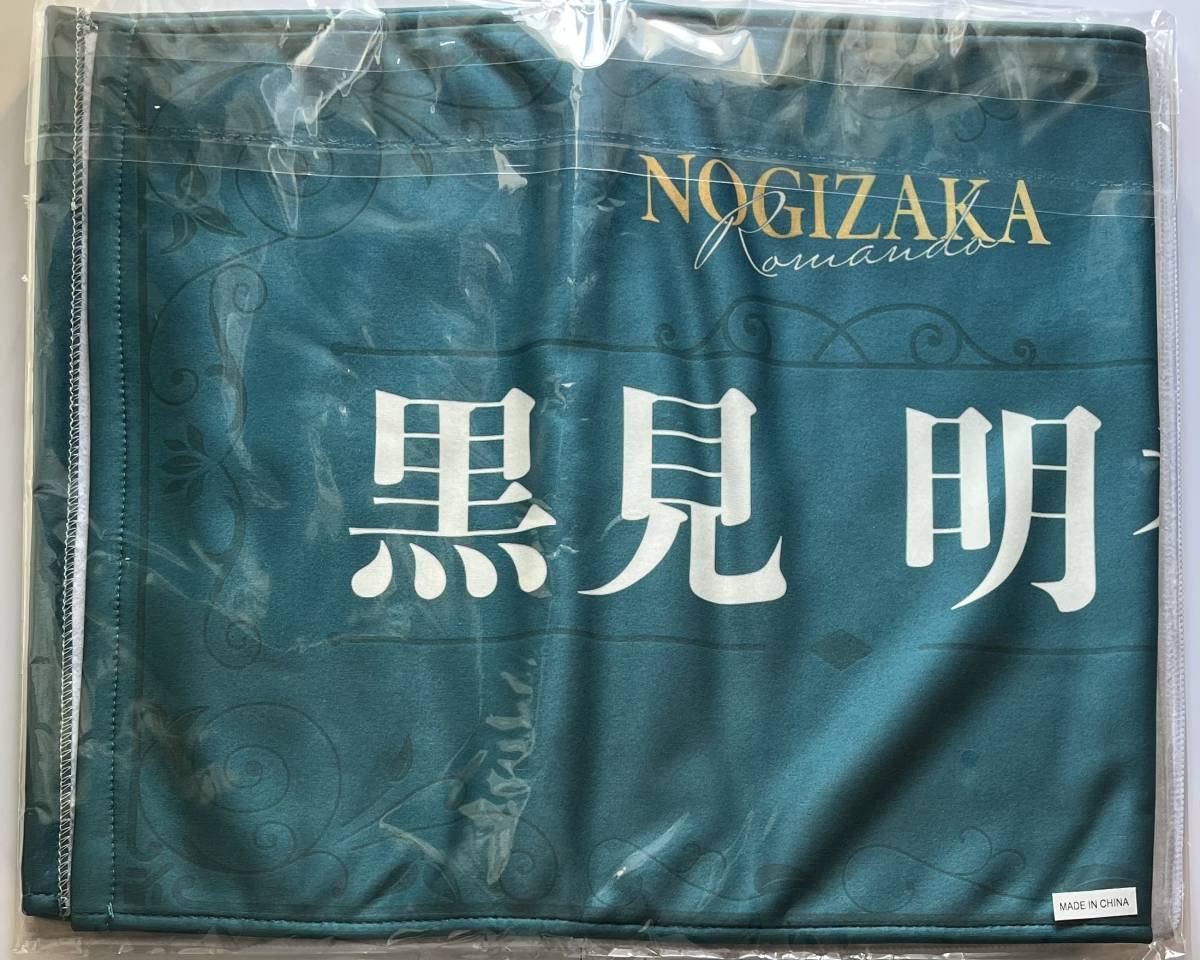 NOGIZAKA
Romando
黒見 明
MADE IN CHINA